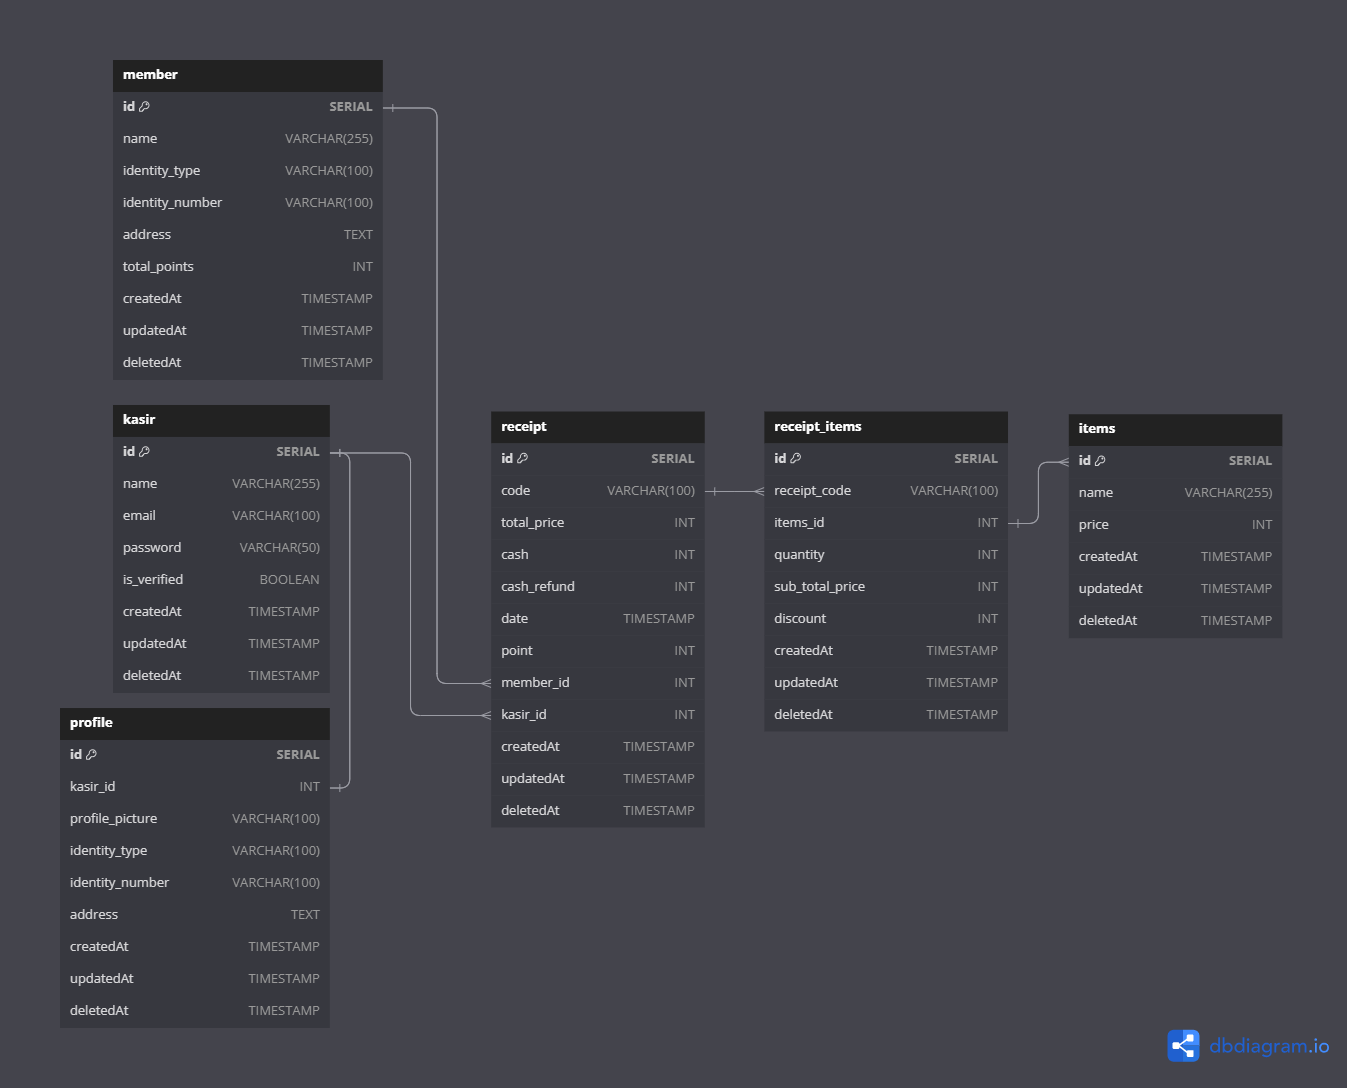 member
id SERIAL
name VARCHAR(255)
identity_type VARCHAR(100)
identity_number VARCHAR(100)
address TEXT
total_points INT
createdAt TIMESTAMP
updatedAt TIMESTAMP
deletedAt TIMESTAMP
kasir
id SERIAL
name VARCHAR(255)
email VARCHAR(100)
password VARCHAR(50)
is_verified BOOLEAN
createdAt TIMESTAMP
updatedAt TIMESTAMP
deletedAt TIMESTAMP
profile
id SERIAL
kasir_id INT
profile_picture VARCHAR(100)
identity_type VARCHAR(100)
identity_number VARCHAR(100)
address TEXT
createdAt TIMESTAMP
updatedAt TIMESTAMP
deletedAt TIMESTAMP
receipt
id SERIAL
code VARCHAR(100)
total_price INT
cash INT
cash_refund INT
date TIMESTAMP
point INT
member_id INT
kasir_id INT
createdAt TIMESTAMP
updatedAt TIMESTAMP
deletedAt TIMESTAMP
receipt_items
id SERIAL
receipt_code VARCHAR(100)
items_id INT
quantity INT
sub_total_price INT
discount INT
createdAt TIMESTAMP
updatedAt TIMESTAMP
deletedAt TIMESTAMP
items
id SERIAL
name VARCHAR(255)
price INT
createdAt TIMESTAMP
updatedAt TIMESTAMP
deletedAt TIMESTAMP
dbdiagram.io